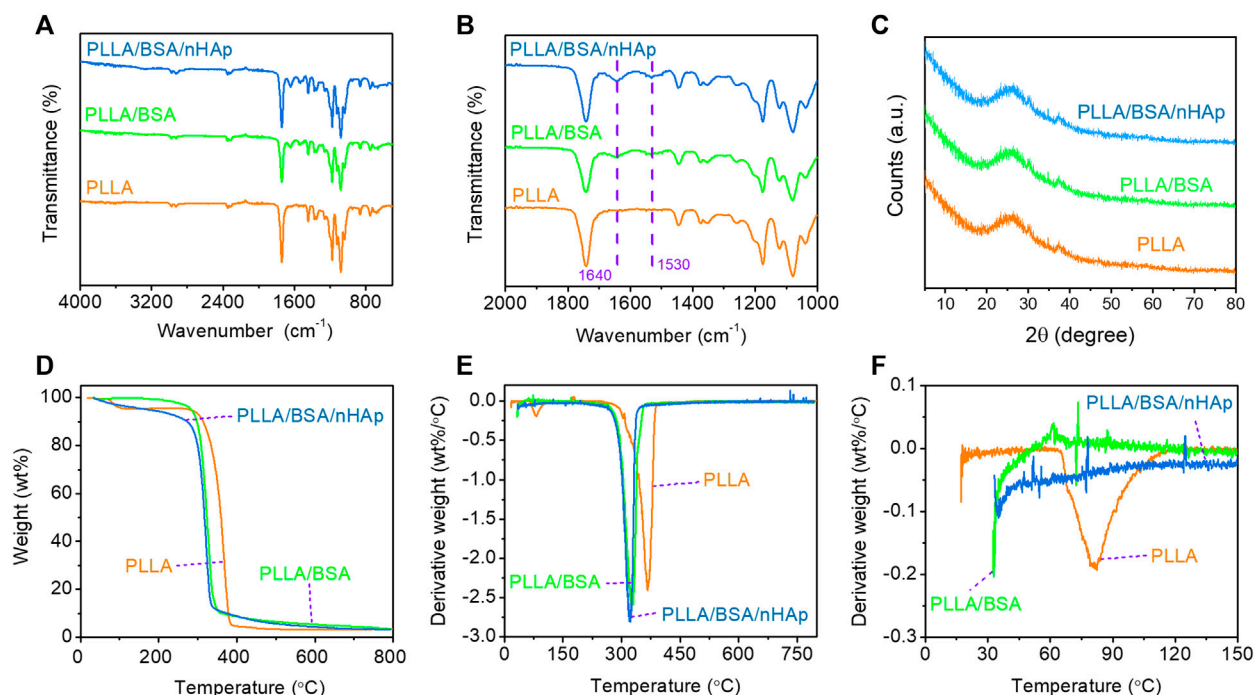 A
PLLA/BSA/nHAp
PLLA/BSA
PLLA
Transmittance (%)
4000 3200 2400 1600 800
Wavenumber (cm⁻¹)
B
PLLA/BSA/nHAp
PLLA/BSA
PLLA
1640
1530
Transmittance (%)
2000 1800 1600 1400 1200 1000
Wavenumber (cm⁻¹)
C
PLLA/BSA/nHAp
PLLA/BSA
PLLA
Counts (a.u.)
10 20 30 40 50 60 70 80
2θ (degree)
D
100
80
60
40
20
0
Weight (wt%)
PLLA/BSA/nHAp
PLLA
PLLA/BSA
0 200 400 600 800
Temperature (°C)
E
0.0
−0.5
−1.0
−1.5
−2.0
−2.5
−3.0
Derivative weight (wt%/°C)
PLLA
PLLA/BSA
PLLA/BSA/nHAp
0 150 300 450 600 750
Temperature (°C)
F
0.1
0.0
−0.1
−0.2
−0.3
Derivative weight (wt%/°C)
PLLA/BSA/nHAp
PLLA
PLLA/BSA
0 30 60 90 120 150
Temperature (°C)